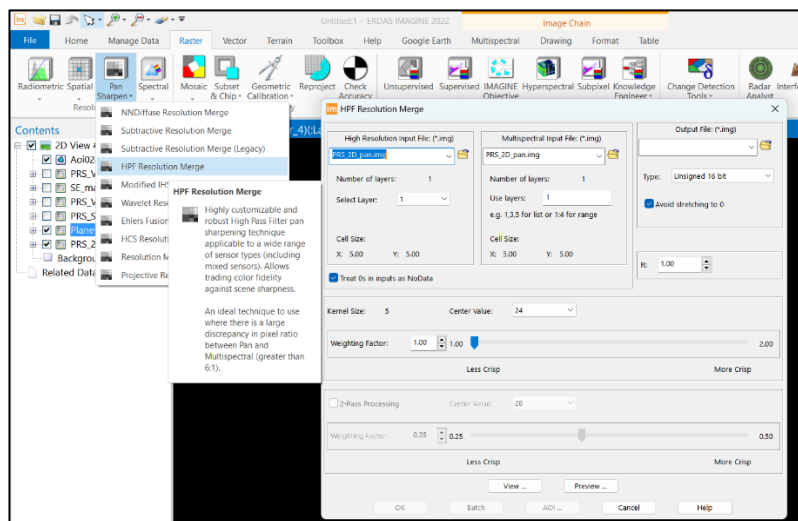 Untitled:1 - ERDAS IMAGINE 2022
Image Chain
File Home Manage Data Raster Vector Terrain Toolbox Help Google Earth Multispectral Drawing Format Table
Radiometric Spatial Pan Sharpen Spectral Mosaic Subset & Chip Geometric Calibration Reproject Check Accuracy Unsupervised Supervised IMAGINE Objective Hyperspectral Subpixel Knowledge Engineer Change Detection Tools Radar Analyst
Contents
2D View
Background
Related Data
NNDiffuse Resolution Merge
Subtractive Resolution Merge
Subtractive Resolution Merge (Legacy)
HPF Resolution Merge
Modified IHS
Wavelet Res
Ehlers Fusion
HCS Resoluti
Resolution M
Projective Re
HPF Resolution Merge
Highly customizable and
robust High Pass Filter pan
sharpening technique
applicable to a wide range
of sensor types (including
mixed sensors). Allows
trading color fidelity
against scene sharpness.
An ideal technique to use
where there is a large
discrepancy in pixel ratio
between Pan and
Multispectral (greater than
6:1).
HPF Resolution Merge
High Resolution Input File: (*.img)
PRS_2D_pan.img
Number of layers: 1
Select Layer: 1
Cell Size:
X: 5.00 Y: 5.00
Multispectral Input File: (*.img)
PRS_2D_pan.img
Number of layers: 1
Use layers: 1
e.g. 1,3,5 for list or 1:4 for range
Cell Size:
X: 5.00 Y: 5.00
Output File: (*.img)
Type: Unsigned 16 bit
Avoid stretching to 0
Treat 0s in inputs as NoData
R: 1.00
Kernel Size: 5 Center Value: 24
Weighting Factor: 1.00 1.00 2.00
Less Crisp More Crisp
2-Pass Processing Center Value: 28
Weighting Factor: 0.35 0.25 0.50
Less Crisp More Crisp
View ... Preview ...
OK Batch AOI ... Cancel Help